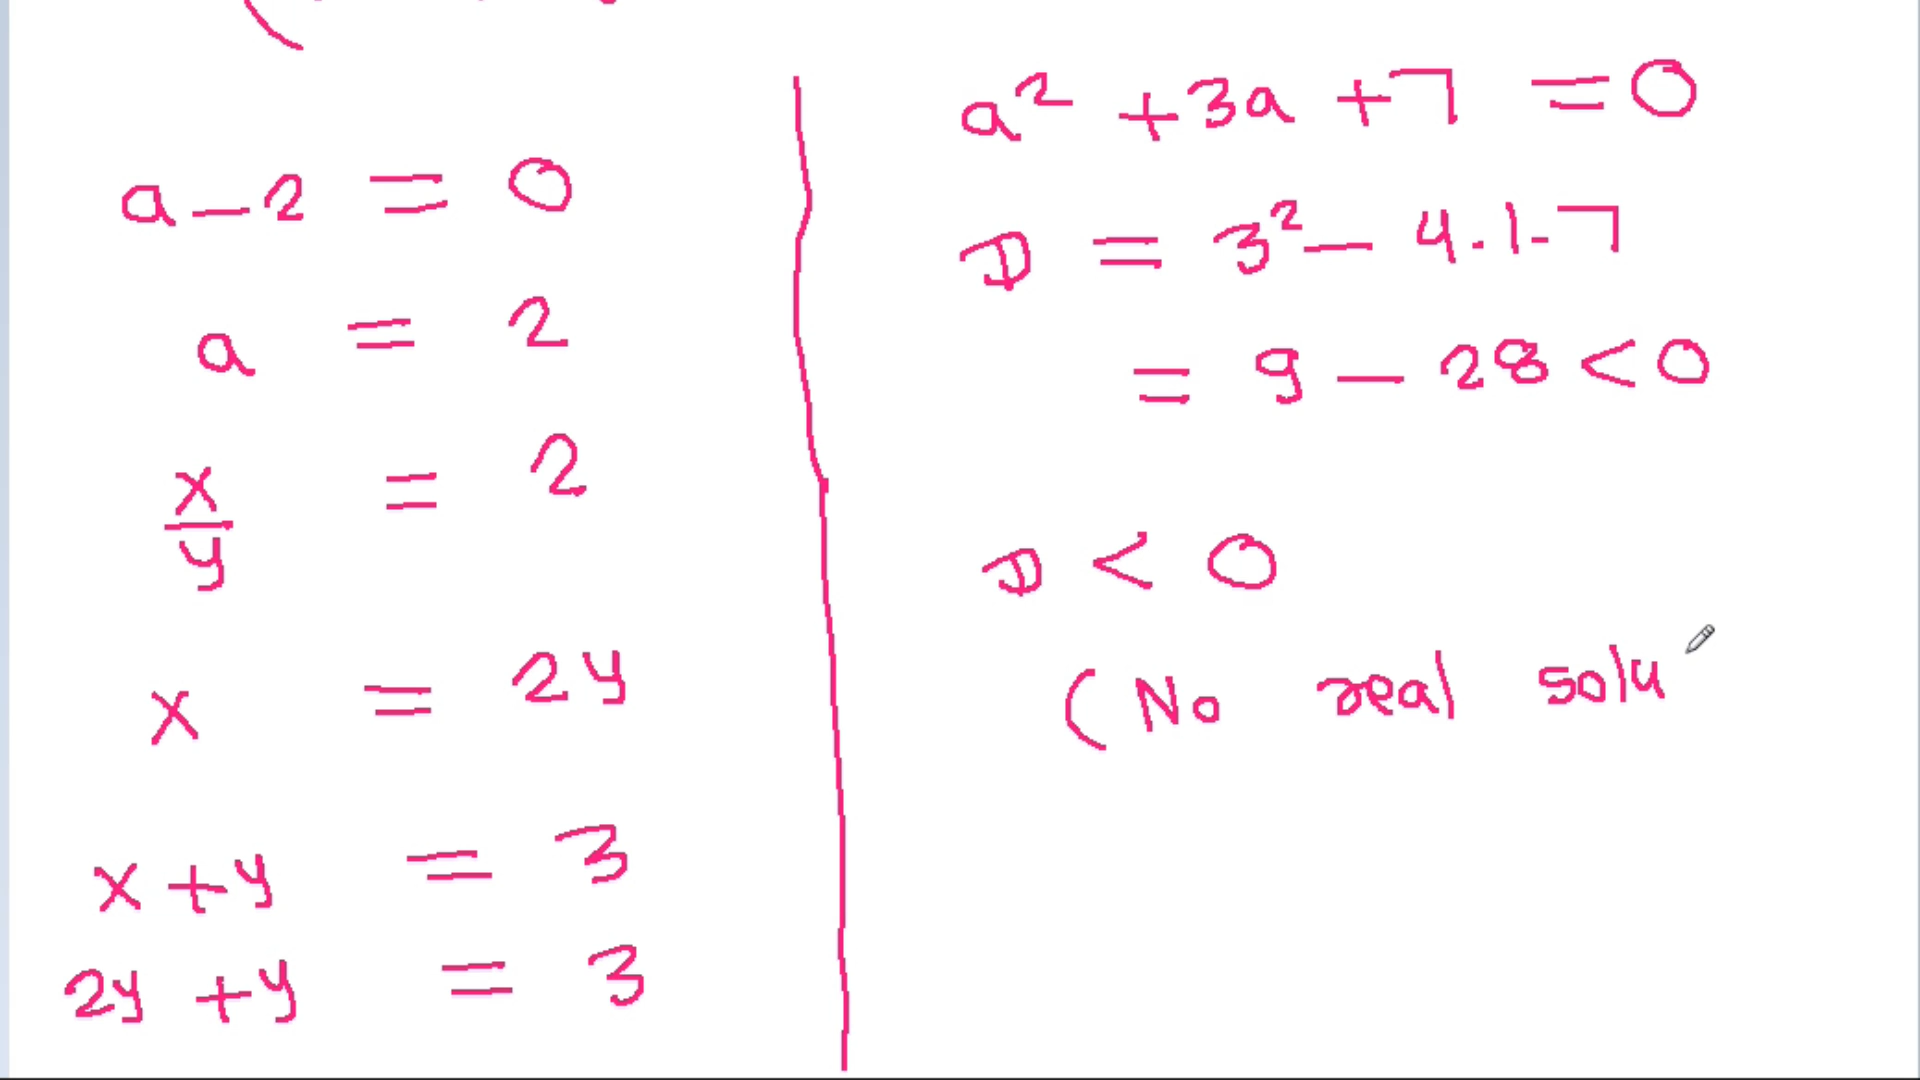 a - 2 = 0
a = 2
x/y = 2
x = 2y
x + y = 3
2y + y = 3
a² + 3a + 7 = 0
D = 3² - 4.1.7
= 9 - 28 < 0
D < 0
(No real solu